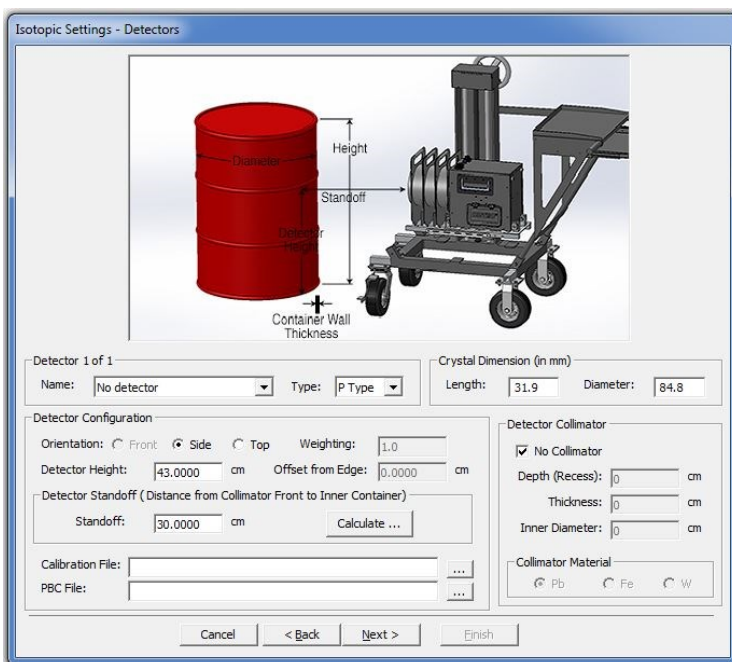 Isotopic Settings - Detectors
Height
Diameter
Standoff
Detector
Height
Container Wall
Thickness
Detector 1 of 1
Name: No detector Type: P Type
Crystal Dimension (in mm)
Length: 31.9 Diameter: 84.8
Detector Configuration
Orientation: Front Side Top Weighting: 1.0
Detector Height: 43.0000 cm Offset from Edge: 0.0000 cm
Detector Standoff ( Distance from Collimator Front to Inner Container)
Standoff: 30.0000 cm Calculate ...
Calibration File: ...
PBC File: ...
Detector Collimator
No Collimator
Depth (Recess): 0 cm
Thickness: 0 cm
Inner Diameter: 0 cm
Collimator Material
Pb Fe W
Cancel < Back Next > Finish